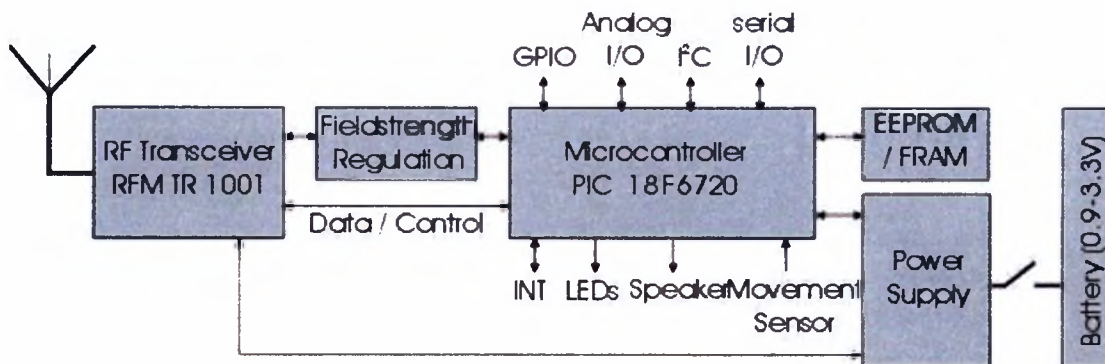 GPIO
Analog
I/O
I²C
serial
I/O
RF Transceiver
RFM TR 1001
Fieldstrength
Regulation
Microcontroller
PIC 18F6720
EEPROM
/ FRAM
Data / Control
INT
LEDs
Speaker
Movement
Sensor
Power
Supply
Battery (0.9-3.3V)